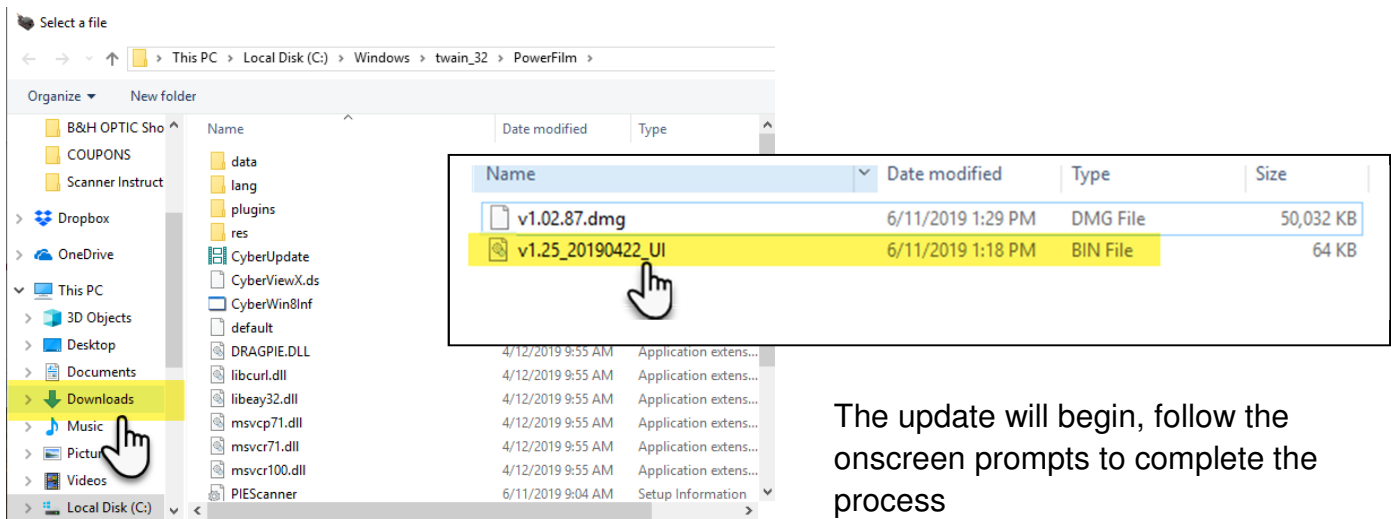 Select a file
This PC > Local Disk (C:) > Windows > twain_32 > PowerFilm >
Organize New folder
B&H OPTIC Sho
COUPONS
Scanner Instruct
Dropbox
OneDrive
This PC
3D Objects
Desktop
Documents
Downloads
Music
Videos
Local Disk (C:)
Name Date modified Type
data
lang
plugins
res
CyberUpdate
CyberViewX.ds
CyberWin8Inf
default
DRAGPIE.DLL 4/12/2019 9:55 AM Application extens...
libcurl.dll 4/12/2019 9:55 AM Application extens...
libeay32.dll 4/12/2019 9:55 AM Application extens...
msvcp71.dll 4/12/2019 9:55 AM Application extens...
msvcr71.dll 4/12/2019 9:55 AM Application extens...
msvcr100.dll 4/12/2019 9:55 AM Application extens...
PIEScanner 6/11/2019 9:04 AM Setup Information
Name Date modified Type Size
v1.02.87.dmg 6/11/2019 1:29 PM DMG File 50,032 KB
v1.25_20190422_UI 6/11/2019 1:18 PM BIN File 64 KB
The update will begin, follow the
onscreen prompts to complete the
process